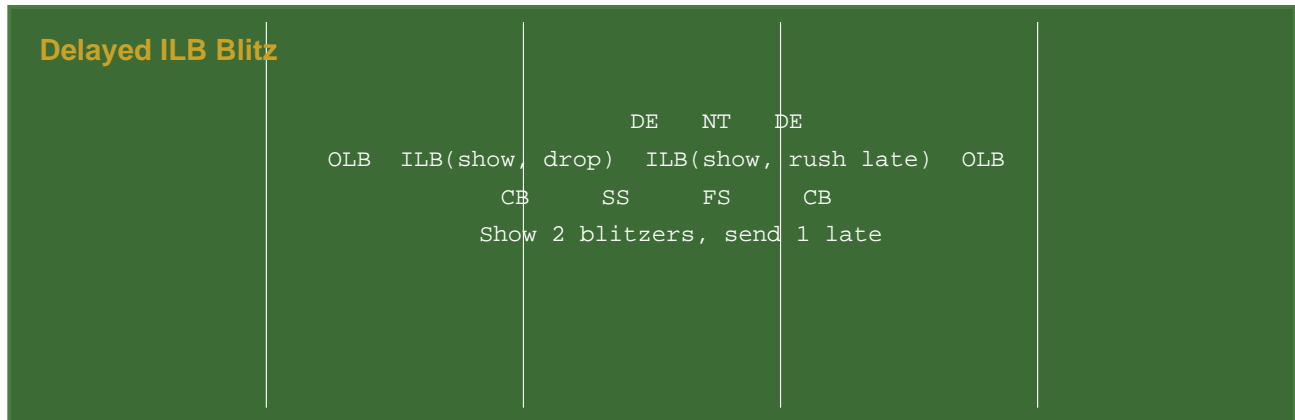 Delayed ILB Blitz
DE NT DE
OLB ILB(show, drop) ILB(show, rush late) OLB
CB SS FS CB
Show 2 blitzers, send 1 late